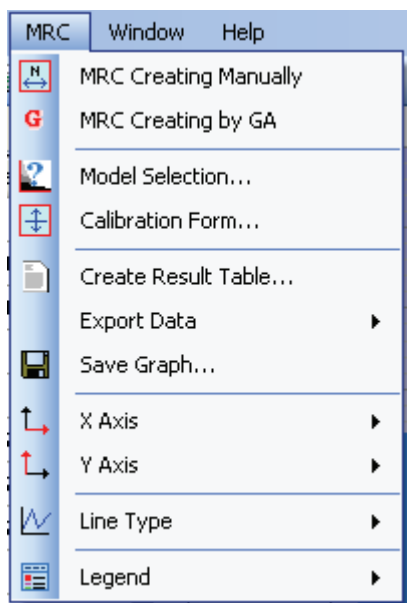 MRC Window Help
N
MRC Creating Manually
G
MRC Creating by GA
?
Model Selection...
Calibration Form...
Create Result Table...
Export Data
Save Graph...
X Axis
Y Axis
Line Type
Legend